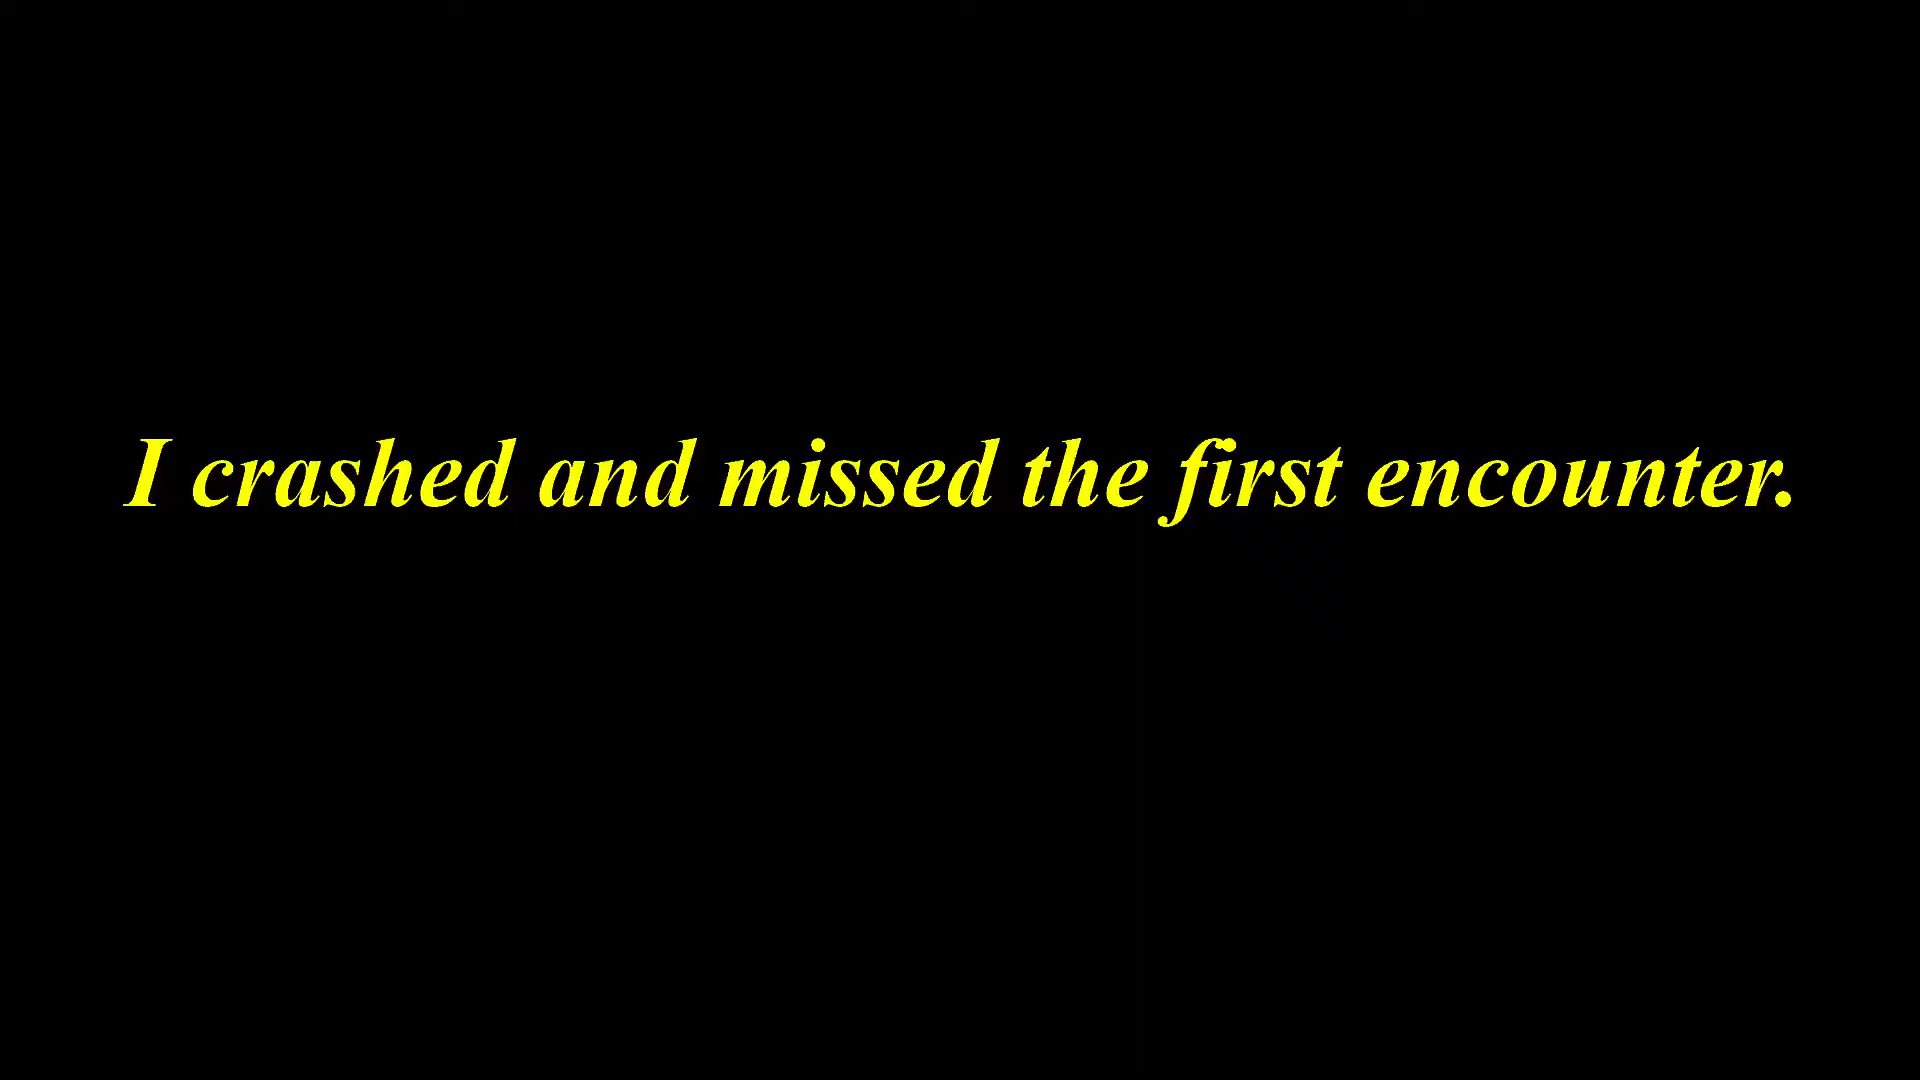 I crashed and missed the first encounter.